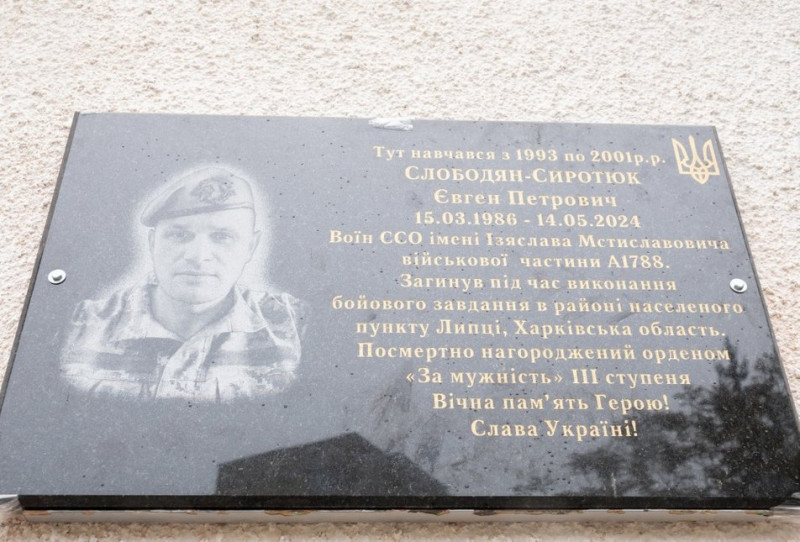 Тут навчався з 1993 по 2001р.р.
Слободян-Сиротюк
Євген Петрович
15.03.1986 - 14.05.2024
Воїн ССО імені Ізяслава Мстиславовича
військової частини А1788.
Загинув під час виконання
бойового завдання в районі населеного
пункту Липці, Харківська область.
Посмертно нагороджений орденом
«За мужність» ІІІ ступеня
Вічна пам’ять Герою!
Слава Україні!